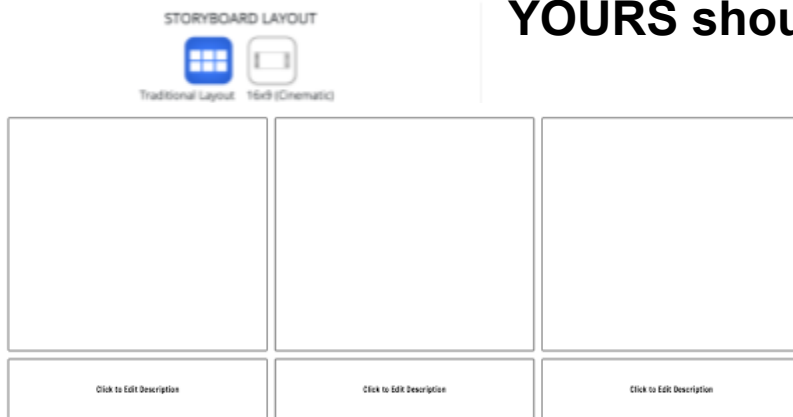 STORYBOARD LAYOUT
YOURS shou
Traditional Layout 16x9 (Cinematic)
Click to Edit Description
Click to Edit Description
Click to Edit Description